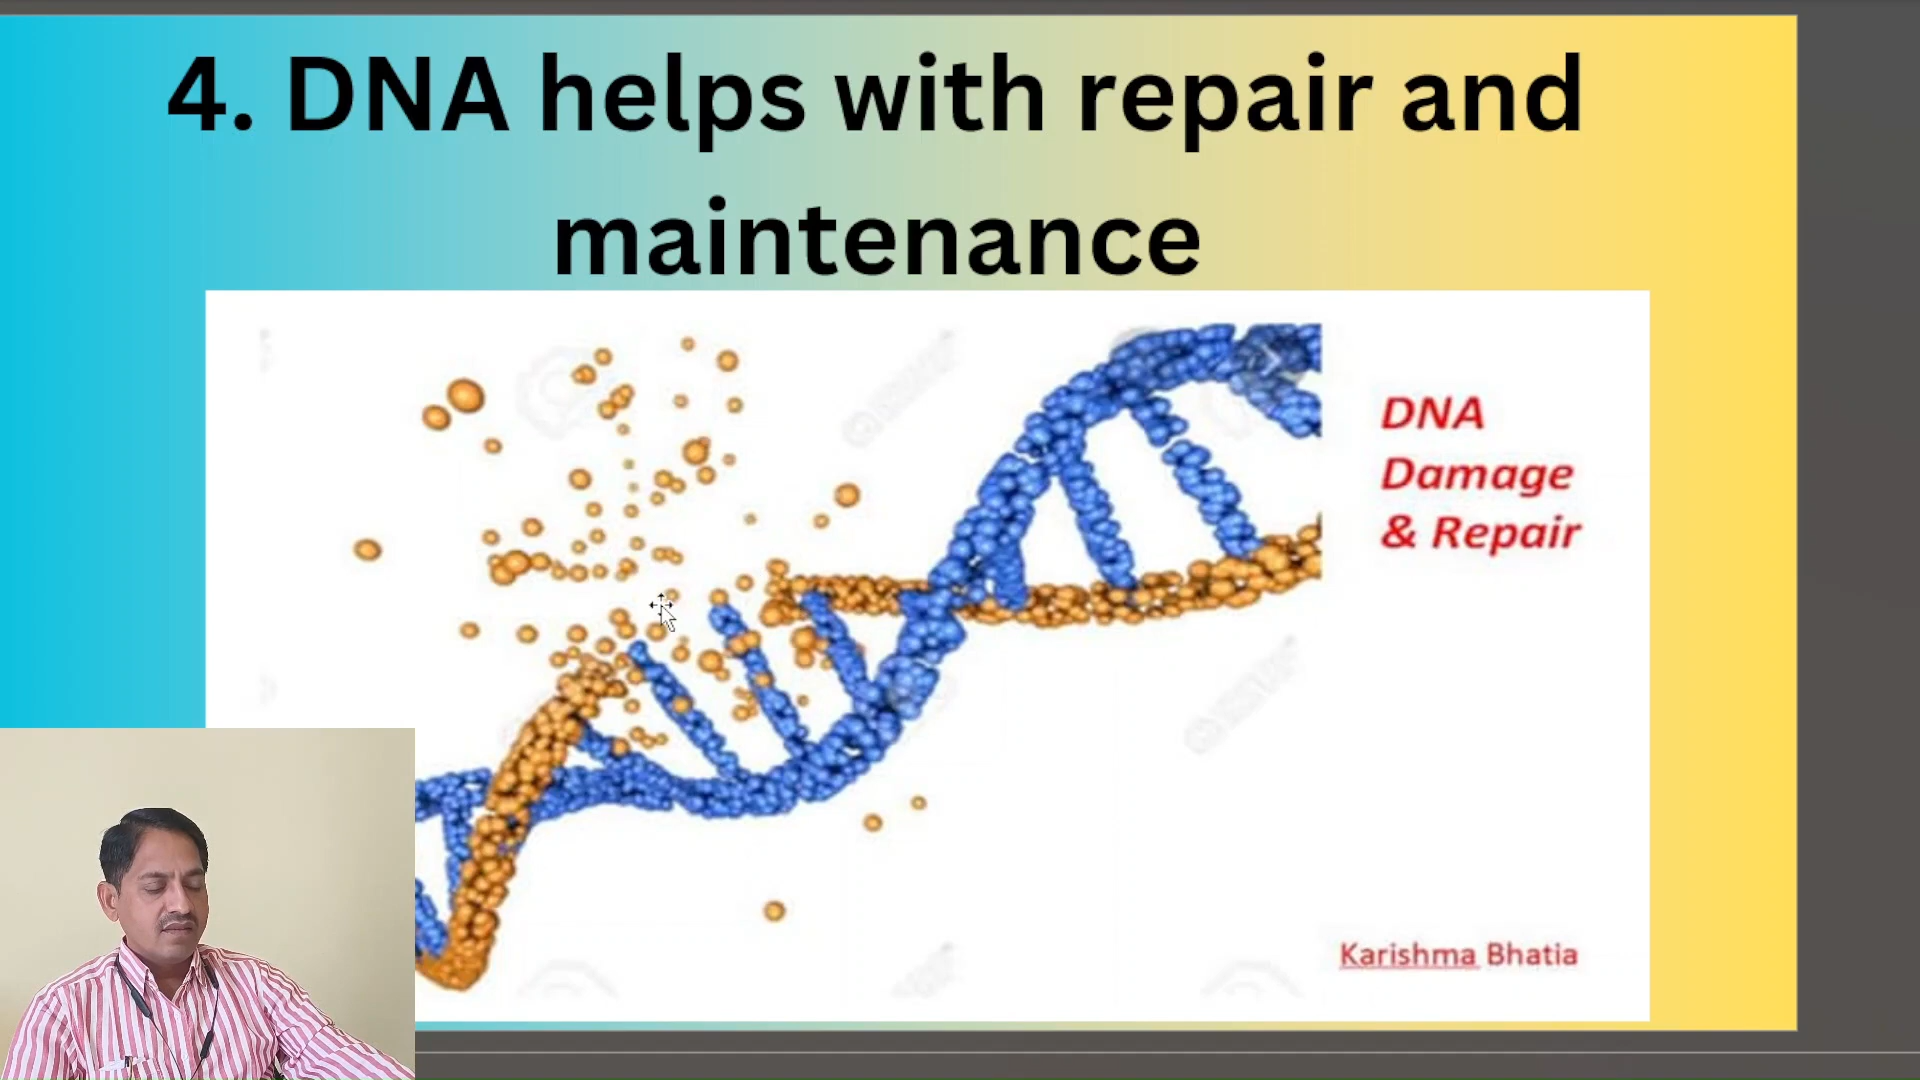 4. DNA helps with repair and
maintenance
DNA
Damage
& Repair
Karishma Bhatia